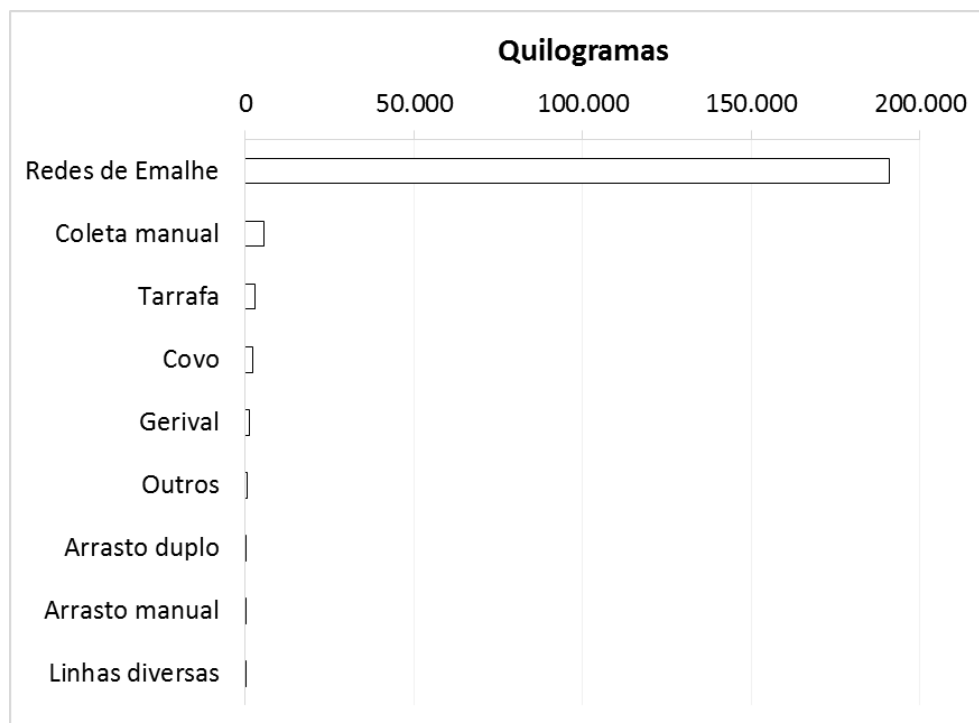 Quilogramas
0 50.000 100.000 150.000 200.000
Redes de Emalhe
Coleta manual
Tarrafa
Covo
Gerival
Outros
Arrasto duplo
Arrasto manual
Linhas diversas